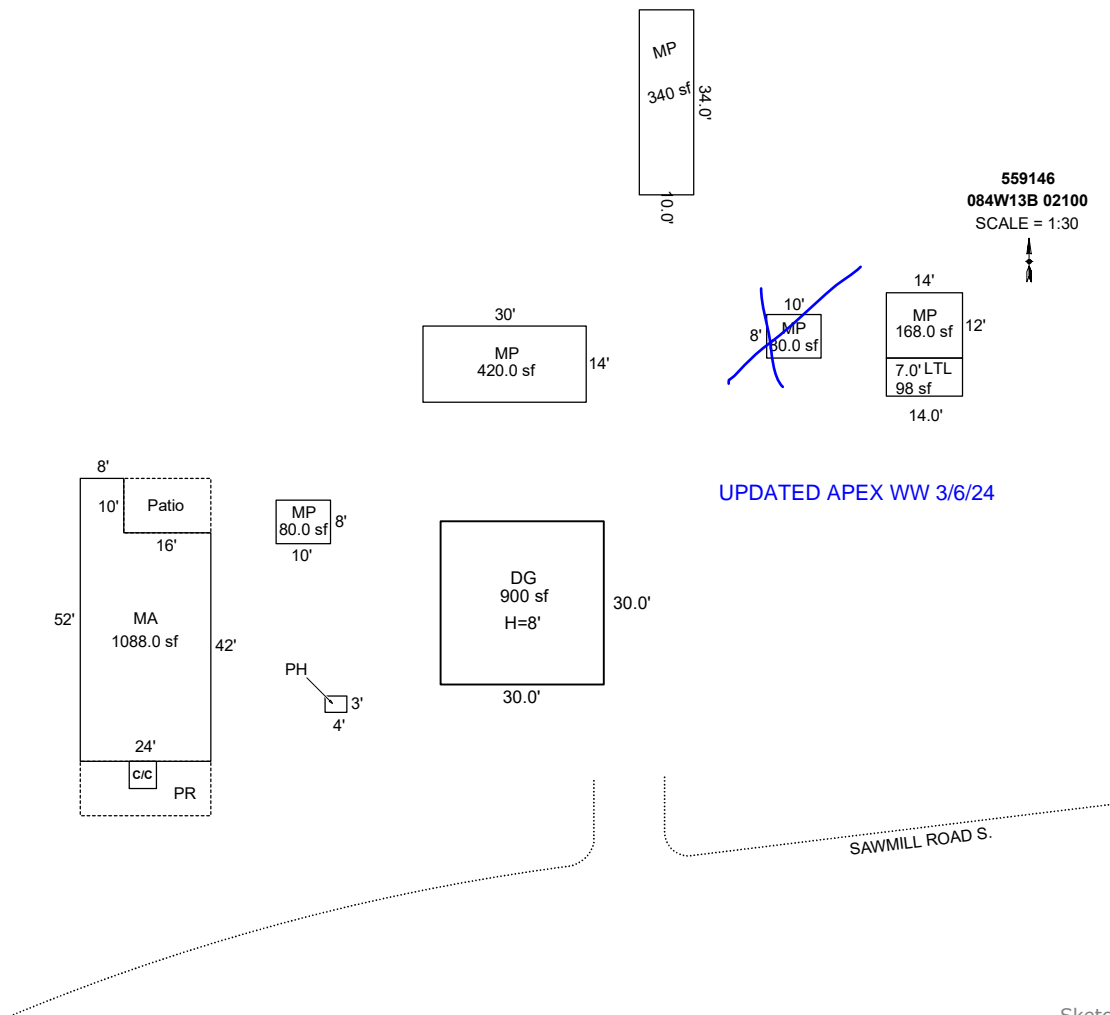 MP
340 sf
34.0'
10.0'
559146
084W13B 02100
SCALE = 1:30
N
30'
MP
420.0 sf
14'
10'
8'
MP
80.0 sf
14'
MP
168.0 sf
12'
7.0' LTL
98 sf
14.0'
UPDATED APEX WW 3/6/24
8'
10'
Patio
16'
52'
MA
1088.0 sf
42'
24'
C/C
PR
MP
80.0 sf
8'
10'
PH
3'
4'
DG
900 sf
H=8'
30.0'
30.0'
SAWMILL ROAD S.